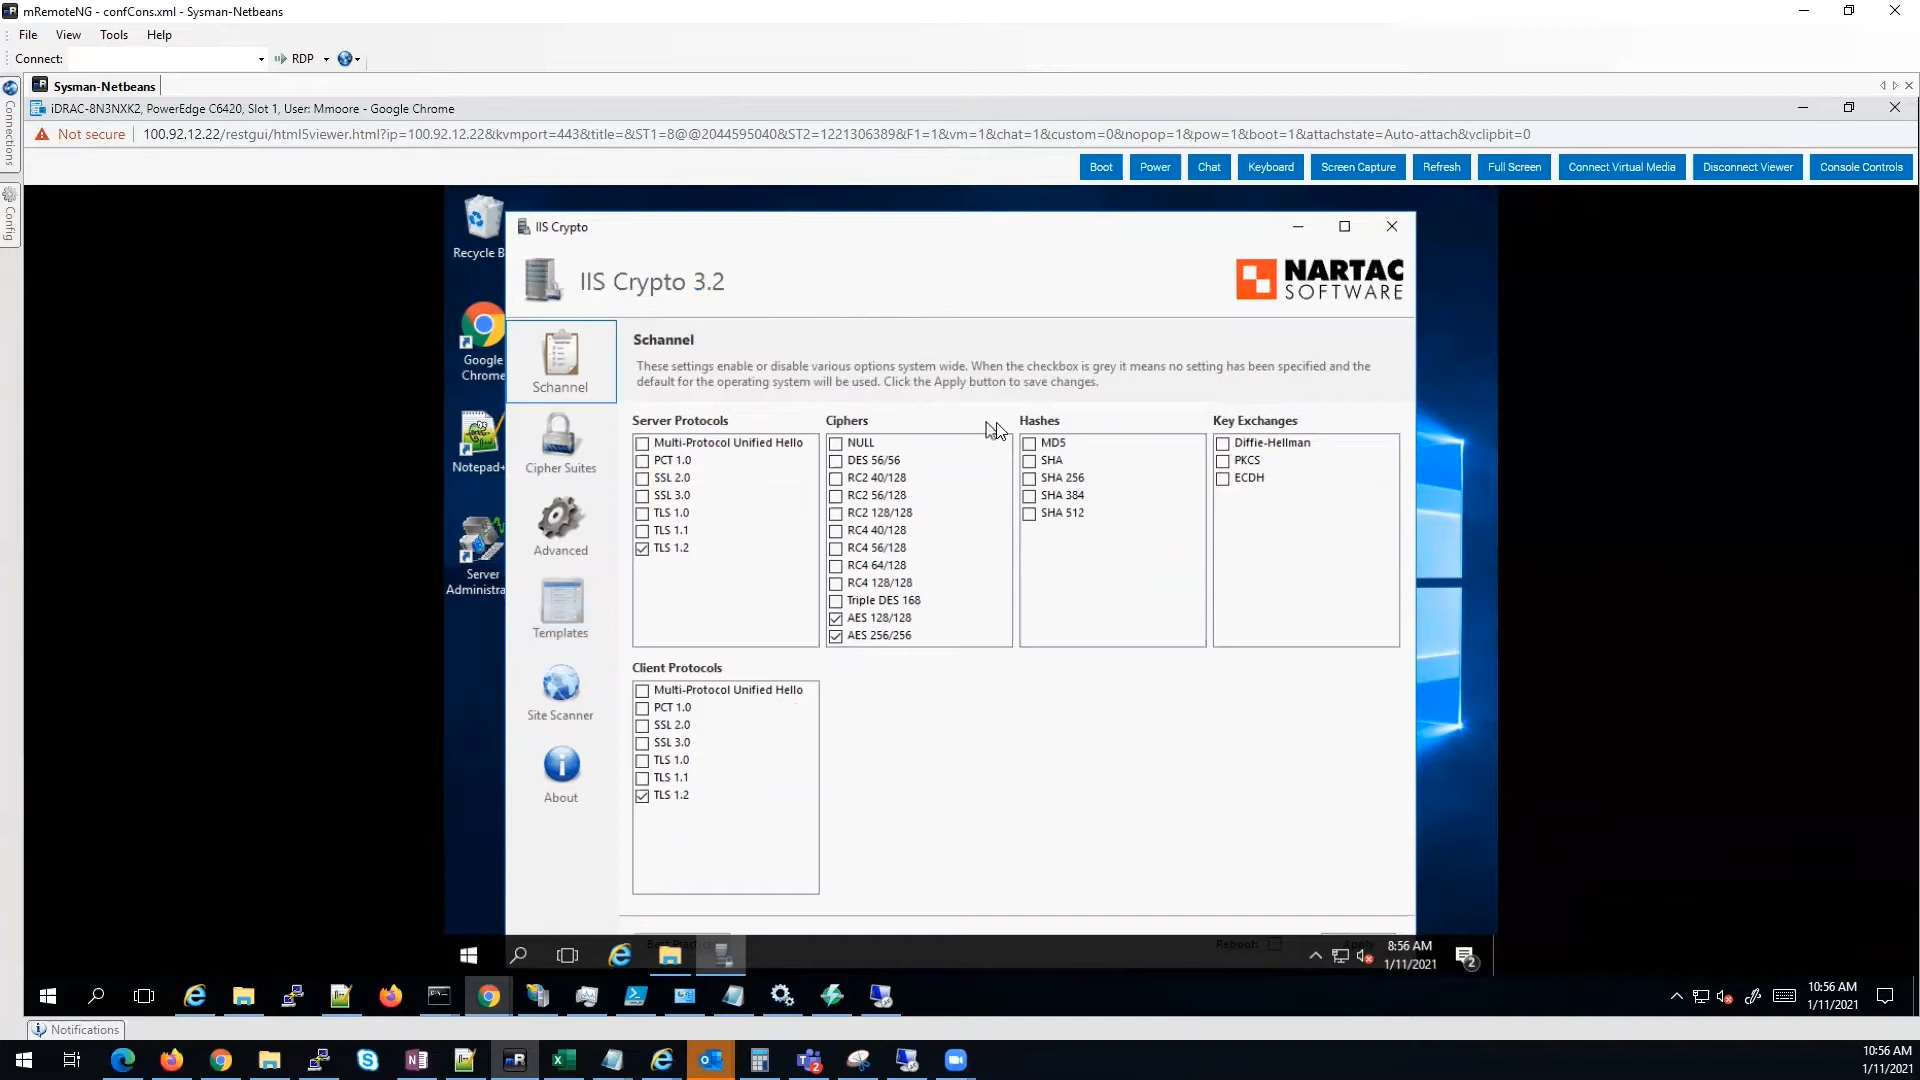 mRemoteNG - confCons.xml - Sysman-Netbeans
File View Tools Help
Connect: RDP
Connections
Config
Sysman-Netbeans
iDRAC-8N3NXK2, PowerEdge C6420, Slot 1, User: Mmoore - Google Chrome
Not secure 100.92.12.22/restgui/html5viewer.html?ip=100.92.12.22&kvmport=443&title=&ST1=8@@2044595040&ST2=1221306389&F1=1&vm=1&chat=1&custom=0&nopop=1&pow=1&boot=1&attachstate=Auto-attach&vclipbit=0
Boot Power Chat Keyboard Screen Capture Refresh Full Screen Connect Virtual Media Disconnect Viewer Console Controls
Recycle B
Google
Chrome
Notepad+
Server
Administra
IIS Crypto
IIS Crypto 3.2
NARTAC
SOFTWARE
Schannel
Cipher Suites
Advanced
Templates
Site Scanner
About
Schannel
These settings enable or disable various options system wide. When the checkbox is grey it means no setting has been specified and the
default for the operating system will be used. Click the Apply button to save changes.
Server Protocols
Multi-Protocol Unified Hello
PCT 1.0
SSL 2.0
SSL 3.0
TLS 1.0
TLS 1.1
TLS 1.2
Ciphers
NULL
DES 56/56
RC2 40/128
RC2 56/128
RC2 128/128
RC4 40/128
RC4 56/128
RC4 64/128
RC4 128/128
Triple DES 168
AES 128/128
AES 256/256
Hashes
MD5
SHA
SHA 256
SHA 384
SHA 512
Key Exchanges
Diffie-Hellman
PKCS
ECDH
Client Protocols
Multi-Protocol Unified Hello
PCT 1.0
SSL 2.0
SSL 3.0
TLS 1.0
TLS 1.1
TLS 1.2
Reboot:
8:56 AM
1/11/2021
2
10:56 AM
1/11/2021
Notifications
10:56 AM
1/11/2021